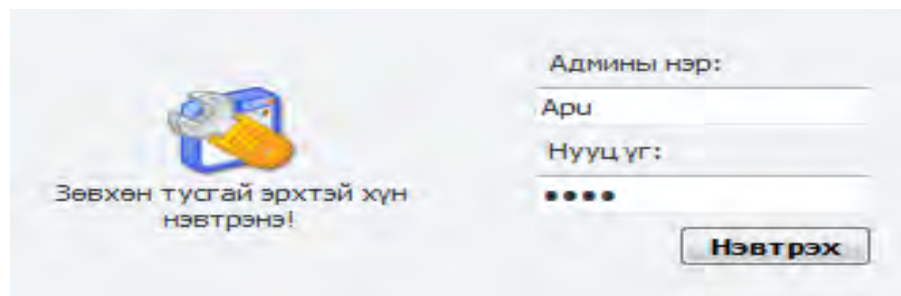 Админы нэр:
Apu
Нууц үг:
Зөвхөн тусгай эрхтэй хүн
нэвтрэнэ!
••••
Нэвтрэх